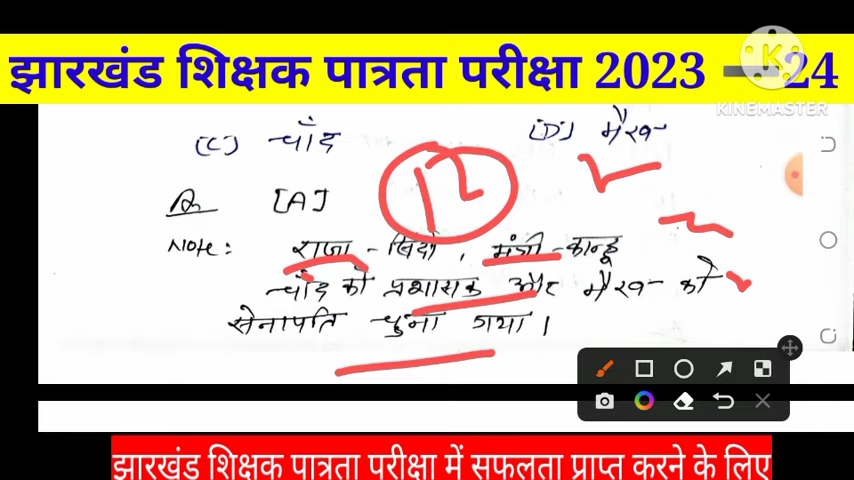 झारखंड शिक्षक पात्रता परीक्षा 2023 — 24
KINEMASTER
[C] चाँद [D] भैरव
[A]
12
Note: राजा - सिदो, मंत्री - कान्हू
चाँद को प्रशासक और भैरव को
सेनापति चुना गया।
झारखंड शिक्षक पात्रता परीक्षा में सफलता प्राप्त करने के लिए